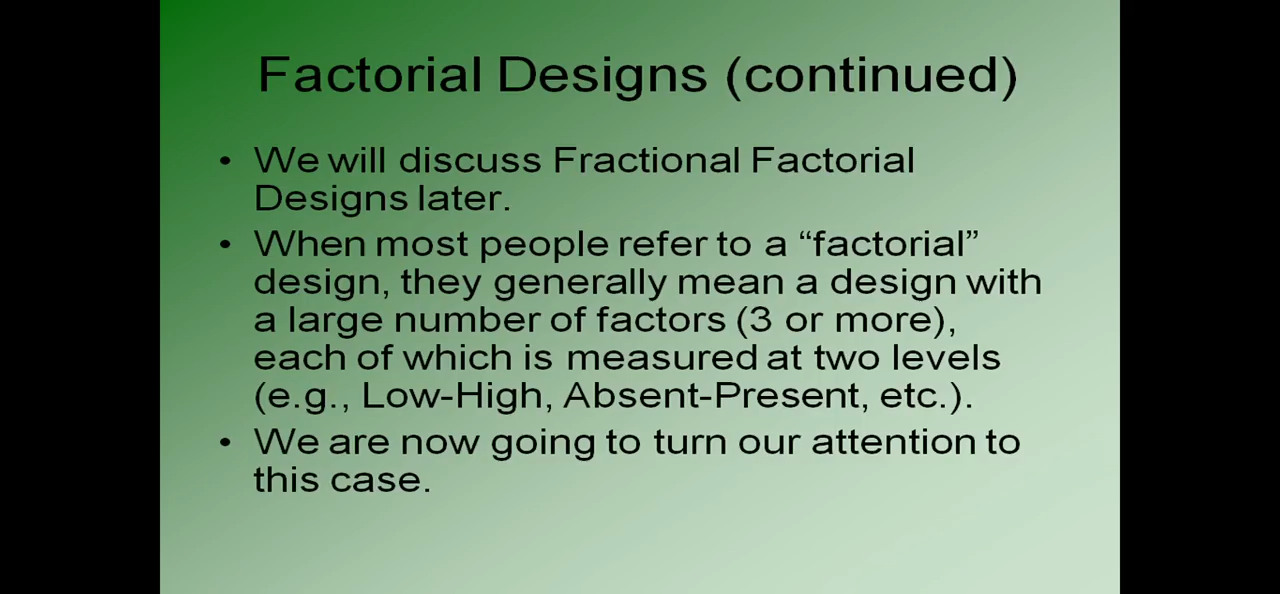 Factorial Designs (continued)
• We will discuss Fractional Factorial
Designs later.
• When most people refer to a “factorial”
design, they generally mean a design with
a large number of factors (3 or more),
each of which is measured at two levels
(e.g., Low-High, Absent-Present, etc.).
• We are now going to turn our attention to
this case.